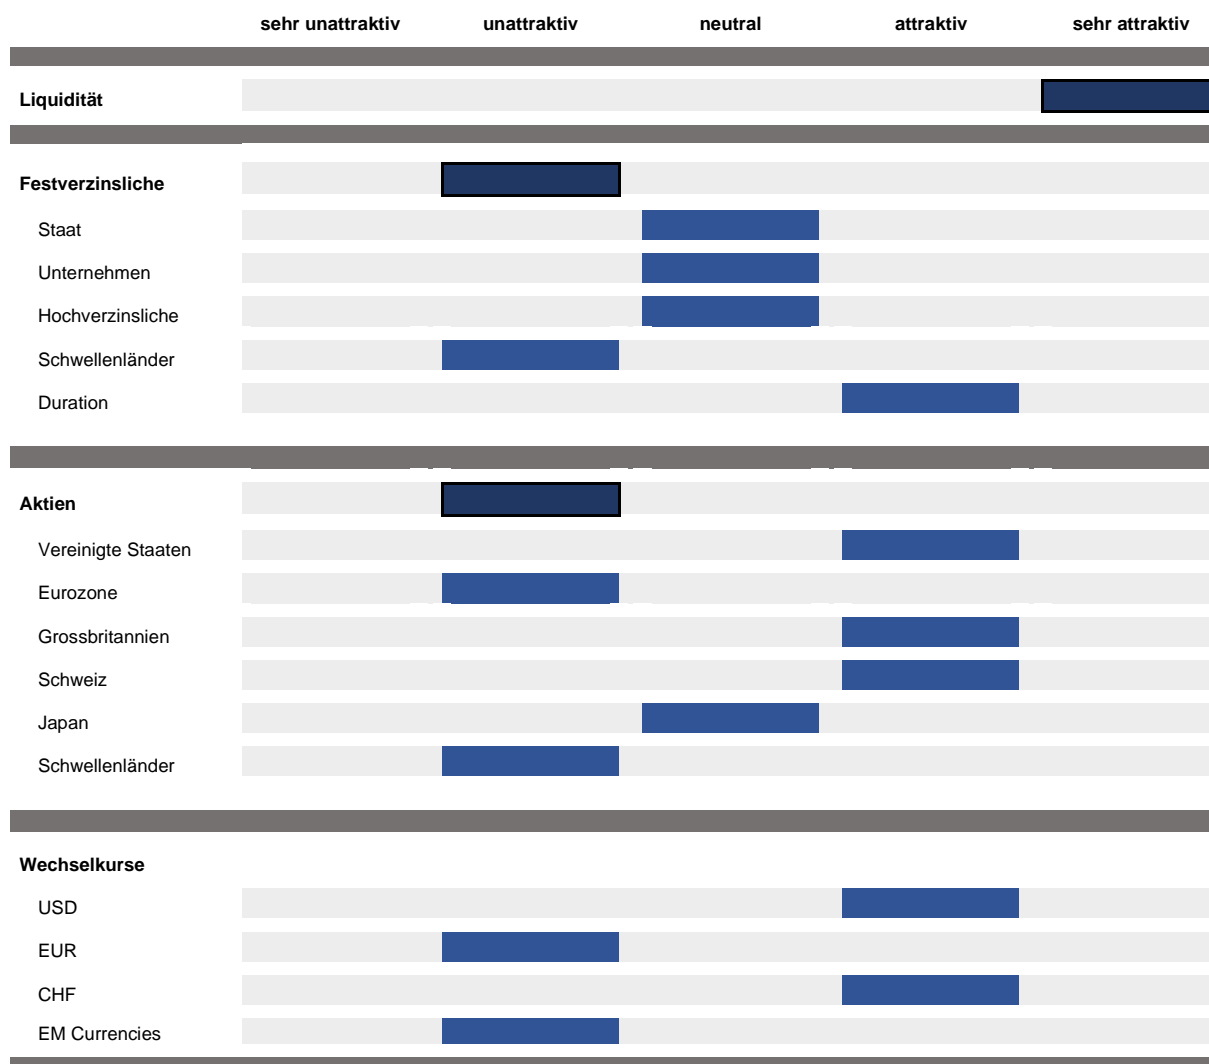 sehr unattraktiv unattraktiv neutral attraktiv sehr attraktiv
Liquidität
Festverzinsliche
Staat
Unternehmen
Hochverzinsliche
Schwellenländer
Duration
Aktien
Vereinigte Staaten
Eurozone
Grossbritannien
Schweiz
Japan
Schwellenländer
Wechselkurse
USD
EUR
CHF
EM Currencies